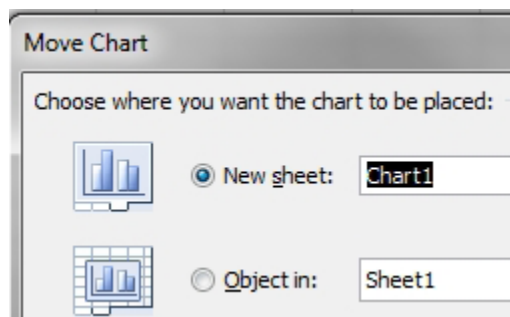 Move Chart
Choose where you want the chart to be placed:
New sheet: Chart1
Object in: Sheet1